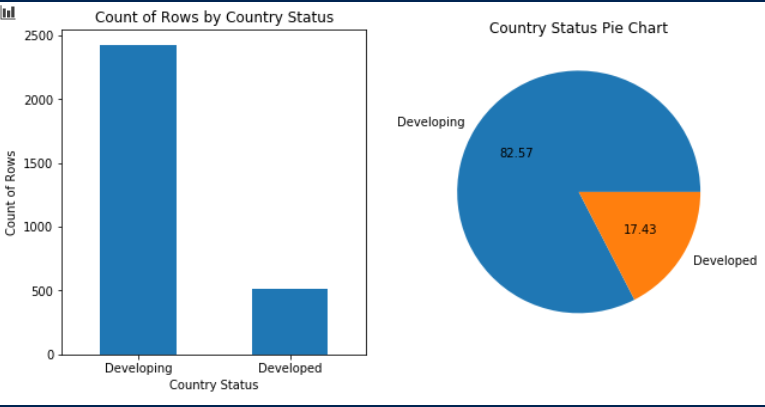 Count of Rows by Country Status
2500
2000
1500
1000
500
0
Count of Rows
Developing
Developed
Country Status
Country Status Pie Chart
Developing
82.57
17.43
Developed